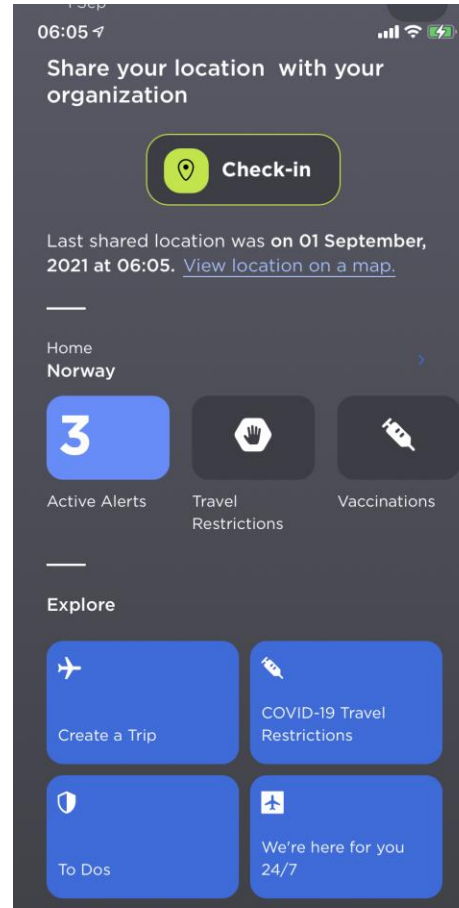 1 Sep
06:05
Share your location with your
organization
Check-in
Last shared location was on 01 September,
2021 at 06:05. View location on a map.
Home
Norway
3
Active Alerts
Travel
Restrictions
Vaccinations
Explore
Create a Trip
COVID-19 Travel
Restrictions
To Dos
We're here for you
24/7